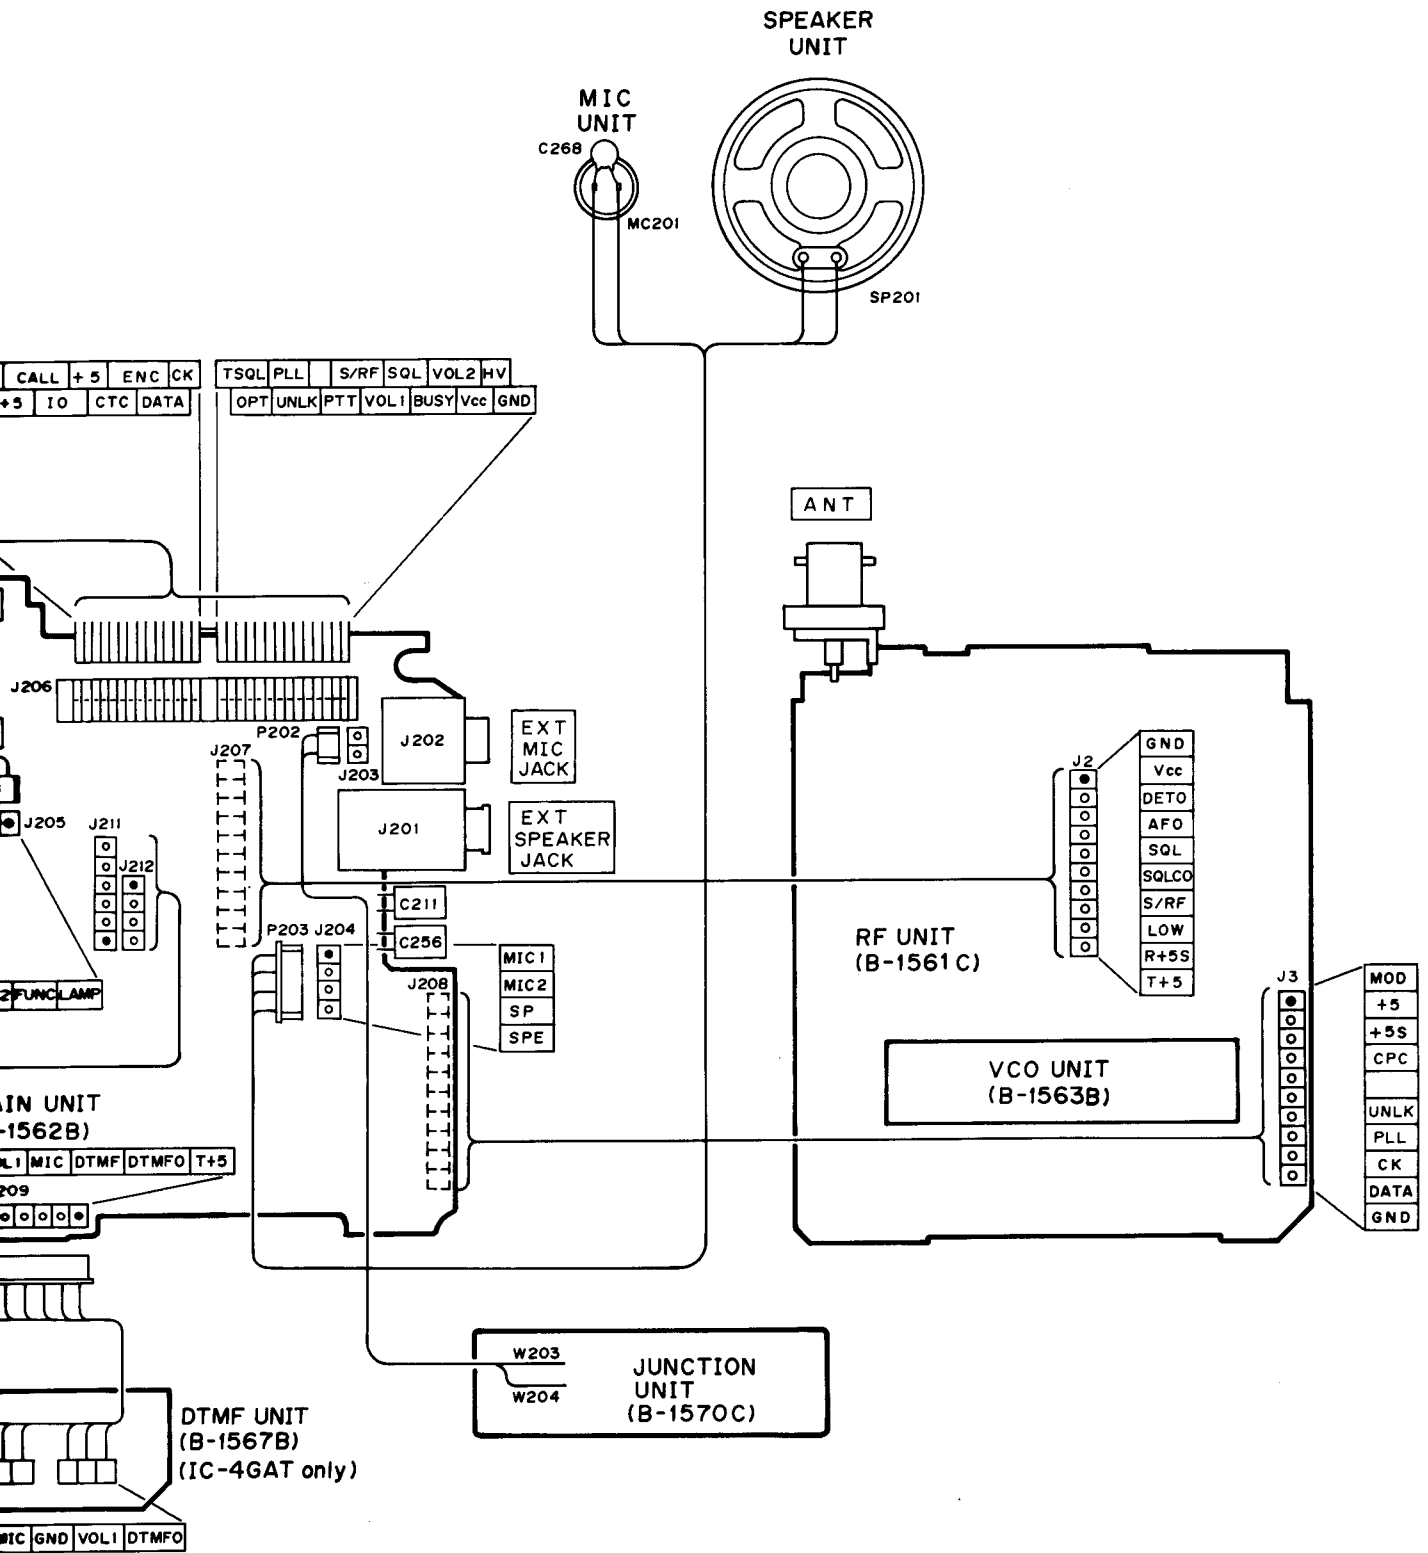 SPEAKER
UNIT
MIC
UNIT
C268
MC201
SP201
CALL +5 ENC CK
+5 IO CTC DATA
TSQL PLL S/RF SQL VOL2 HV
OPT UNLK PTT VOL1 BUSY Vcc GND
ANT
J206
P202
J203
J202
EXT
MIC
JACK
J207
J205
J211
J212
J201
EXT
SPEAKER
JACK
C211
C256
P203
J204
J208
MIC1
MIC2
SP
SPE
FUNC LAMP
J2
GND
Vcc
DETO
AFO
SQL
SQLCO
S/RF
LOW
R+5S
T+5
RF UNIT
(B-1561C)
J3
MOD
+5
+5S
CPC
UNLK
PLL
CK
DATA
GND
VCO UNIT
(B-1563B)
AIN UNIT
-1562B)
L1 MIC DTMF DTMFO T+5
209
W203
W204
JUNCTION
UNIT
(B-1570C)
DTMF UNIT
(B-1567B)
(IC-4GAT only)
MIC GND VOL1 DTMFO